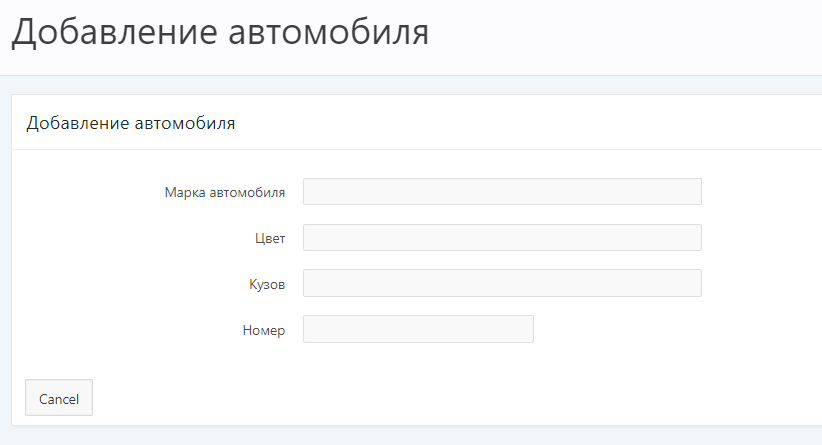 Добавление автомобиля
Добавление автомобиля
Марка автомобиля
Цвет
Кузов
Номер
Cancel